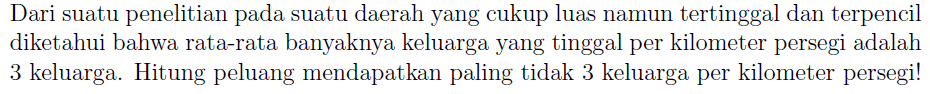 Dari suatu penelitian pada suatu daerah yang cukup luas namun tertinggal dan terpencil
diketahui bahwa rata-rata banyaknya keluarga yang tinggal per kilometer persegi adalah
3 keluarga. Hitung peluang mendapatkan paling tidak 3 keluarga per kilometer persegi!